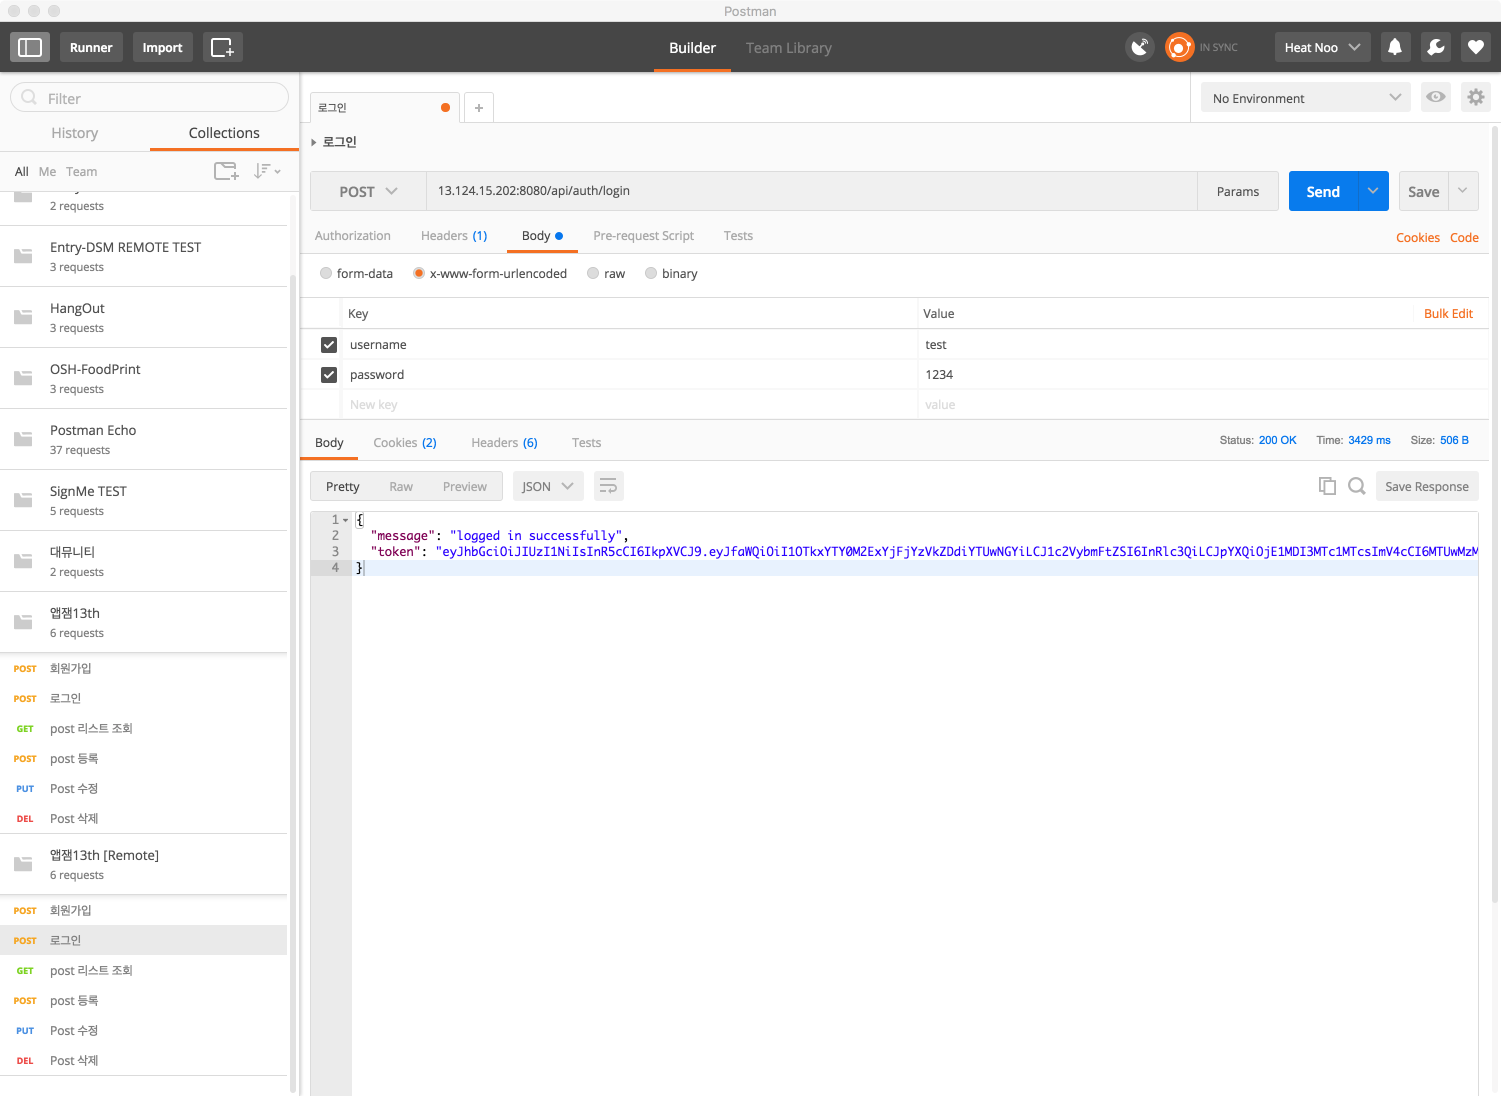 Postman
Runner
Import
Builder
Team Library
IN SYNC
Heat Noo
Filter
History
Collections
All
Me
Team
2 requests
Entry-DSM REMOTE TEST
3 requests
HangOut
3 requests
OSH-FoodPrint
3 requests
Postman Echo
37 requests
SignMe TEST
5 requests
대뮤니티
2 requests
앱잼13th
6 requests
POST 회원가입
POST 로그인
GET post 리스트 조회
POST post 등록
PUT Post 수정
DEL Post 삭제
앱잼13th [Remote]
6 requests
POST 회원가입
POST 로그인
GET post 리스트 조회
POST post 등록
PUT Post 수정
DEL Post 삭제
로그인
+
No Environment
로그인
POST
13.124.15.202:8080/api/auth/login
Params
Send
Save
Authorization
Headers (1)
Body
Pre-request Script
Tests
Cookies
Code
form-data
x-www-form-urlencoded
raw
binary
Key
Value
Bulk Edit
username
test
password
1234
New key
value
Body
Cookies (2)
Headers (6)
Tests
Status: 200 OK
Time: 3429 ms
Size: 506 B
Pretty
Raw
Preview
JSON
Save Response
1 {
2 "message": "logged in successfully",
3 "token": "eyJhbGciOiJIUzI1NiIsInR5cCI6IkpXVCJ9.eyJfaWQiOiI1OTkxYTY0M2ExYjFjYzVkZDdiYTUwNGYiLCJ1c2VybmFtZSI6InRlc3QiLCJpYXQiOjE1MDI3MTc1MTcsImV4cCI6MTUwMzM
4 }